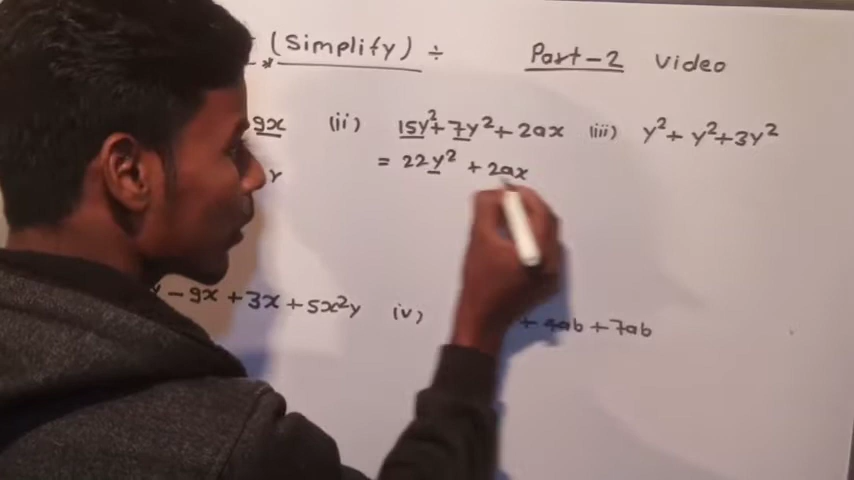 * (Simplify) ÷ Part-2 Video
9x (ii) 15y²+7y²+2ax (iii) y²+y²+3y²
= 22y² + 2ax
- 9x + 3x + 5x²y (iv) + 4ab + 7ab